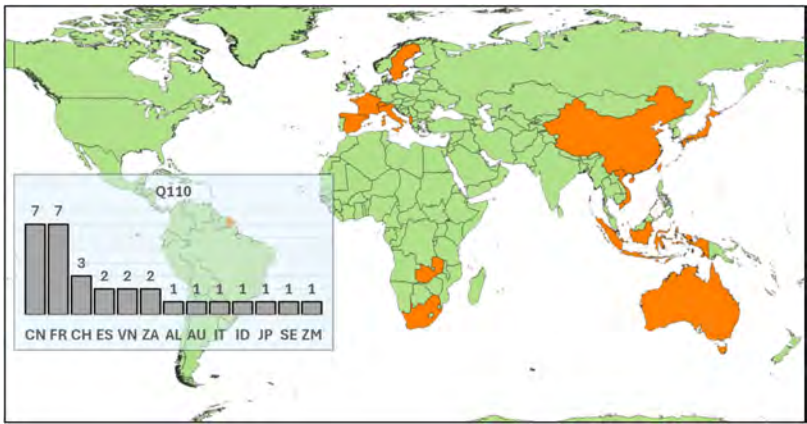 Q110
7 7
3
2 2 2
1 1 1 1 1 1 1
CN FR CH ES VN ZA AL AU IT ID JP SE ZM